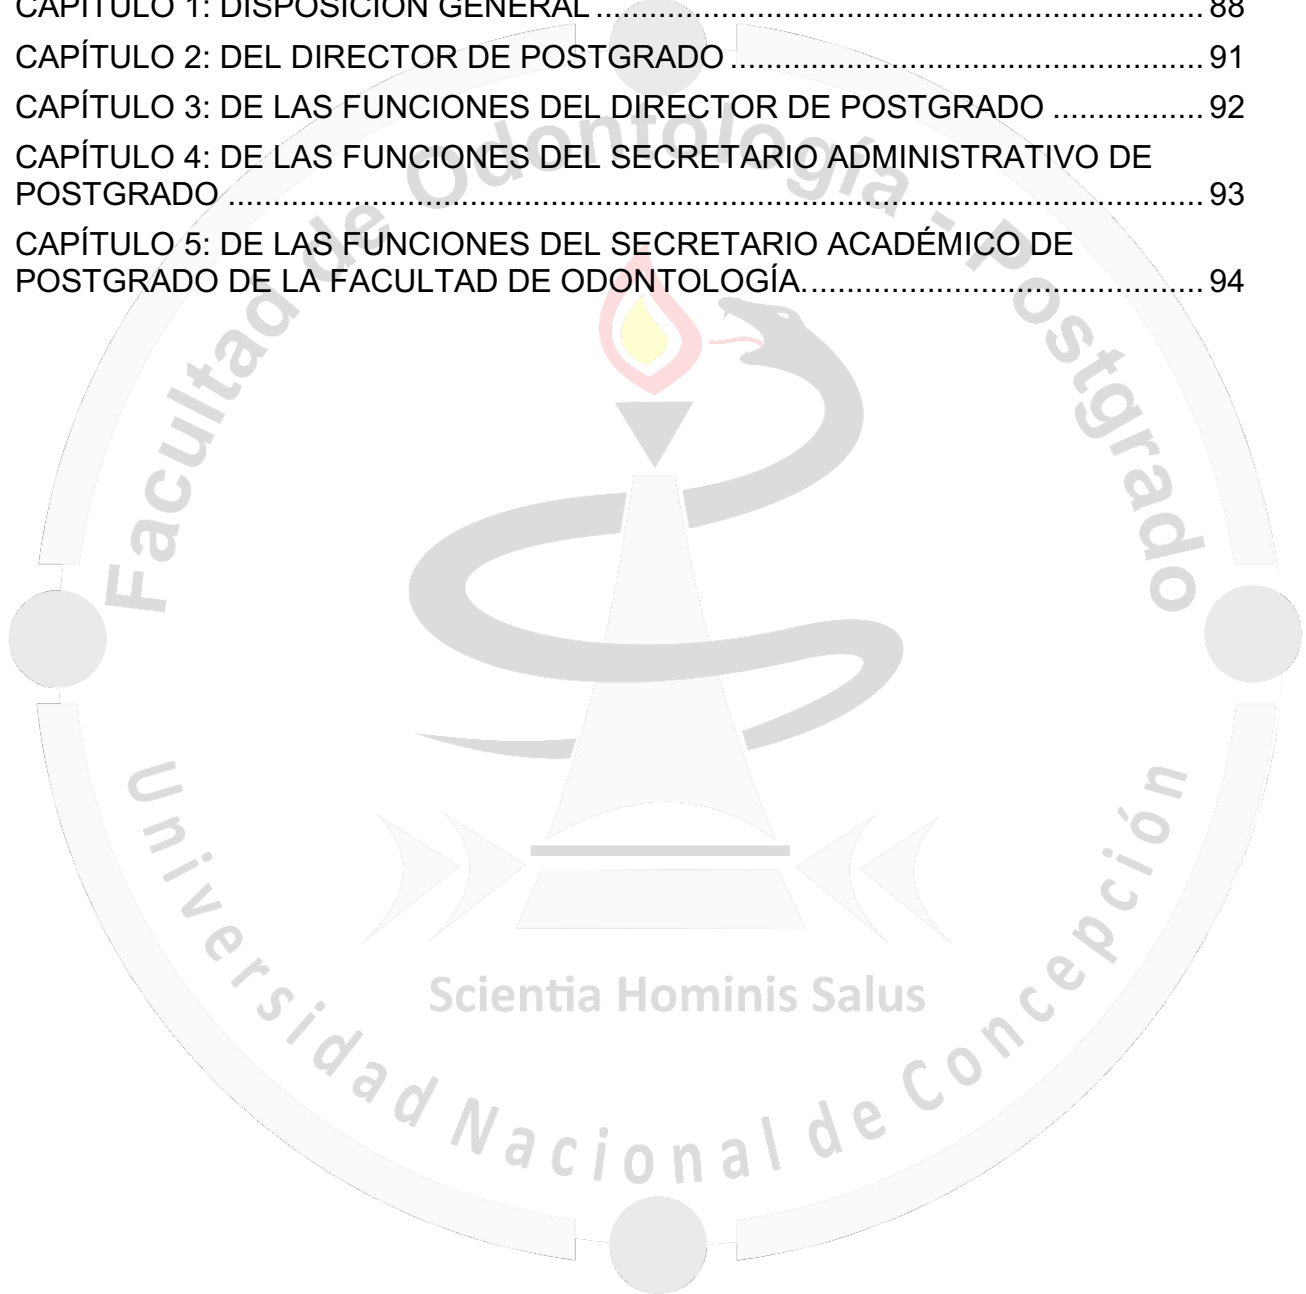 CAPÍTULO 1: DISPOSICIÓN GENERAL ..................................................................... 88
CAPÍTULO 2: DEL DIRECTOR DE POSTGRADO ..................................................... 91
CAPÍTULO 3: DE LAS FUNCIONES DEL DIRECTOR DE POSTGRADO ................. 92
CAPÍTULO 4: DE LAS FUNCIONES DEL SECRETARIO ADMINISTRATIVO DE
POSTGRADO .............................................................................................................. 93
CAPÍTULO 5: DE LAS FUNCIONES DEL SECRETARIO ACADÉMICO DE
POSTGRADO DE LA FACULTAD DE ODONTOLOGÍA............................................. 94
Facultad de Odontología - Postgrado
Scientia Hominis Salus
Universidad Nacional de Concepción